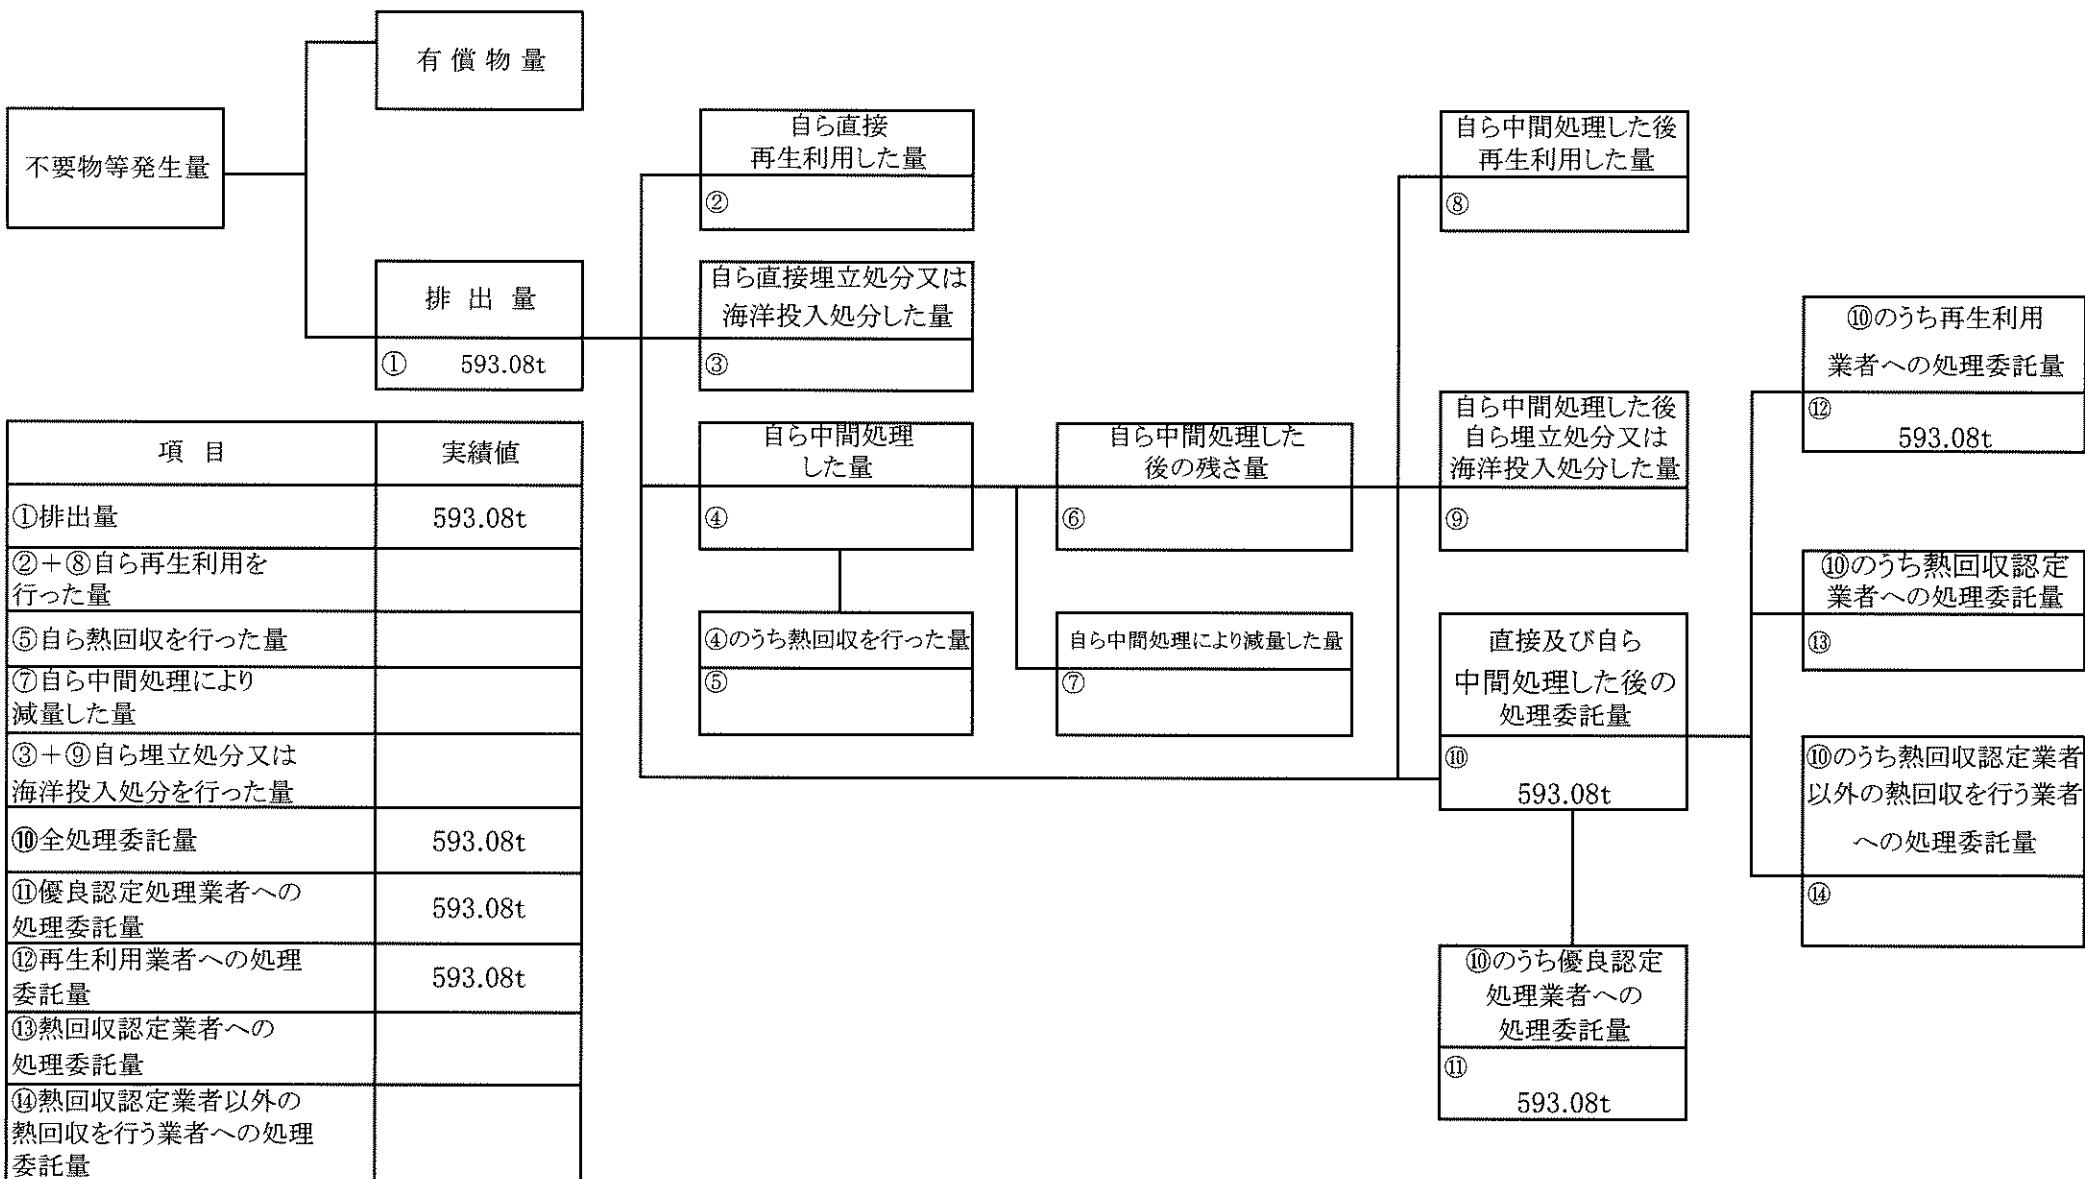 有償物量
不要物等発生量
排出量
① 593.08t
自ら直接
再生利用した量
②
自ら直接埋立処分又は
海洋投入処分した量
③
自ら中間処理
した量
④
④のうち熱回収を行った量
⑤
自ら中間処理した
後の残さ量
⑥
自ら中間処理により減量した量
⑦
自ら中間処理した後
再生利用した量
⑧
自ら中間処理した後
自ら埋立処分又は
海洋投入処分した量
⑨
直接及び自ら
中間処理した後の
処理委託量
⑩
593.08t
⑩のうち優良認定
処理業者への
処理委託量
⑪
593.08t
⑩のうち再生利用
業者への処理委託量
⑫
593.08t
⑩のうち熱回収認定
業者への処理委託量
⑬
⑩のうち熱回収認定業者
以外の熱回収を行う業者
への処理委託量
⑭
項目 実績値
①排出量 593.08t
②+⑧自ら再生利用を
行った量
⑤自ら熱回収を行った量
⑦自ら中間処理により
減量した量
③+⑨自ら埋立処分又は
海洋投入処分を行った量
⑩全処理委託量 593.08t
⑪優良認定処理業者への
処理委託量 593.08t
⑫再生利用業者への処理
委託量 593.08t
⑬熱回収認定業者への
処理委託量
⑭熱回収認定業者以外の
熱回収を行う業者への処理
委託量